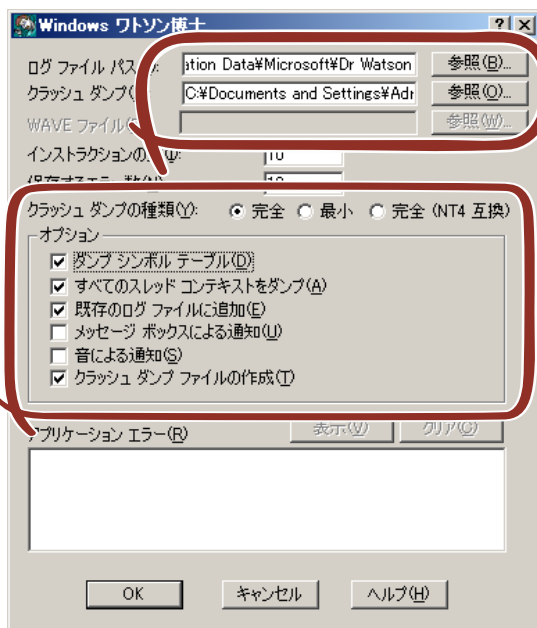 Windows ワトソン博士
ログ ファイル パス ation Data¥Microsoft¥Dr Watson 参照(B)...
クラッシュ ダンプ( C:¥Documents and Settings¥Adr 参照(O)...
WAVE ファイル( 参照(W)...
インストラクションの 10
保存するエラー数(N): 10
クラッシュ ダンプの種類(Y): 完全 最小 完全 (NT4 互換)
オプション
ダンプ シンボル テーブル(D)
すべてのスレッド コンテキストをダンプ(A)
既存のログ ファイルに追加(E)
メッセージ ボックスによる通知(U)
音による通知(S)
クラッシュ ダンプ ファイルの作成(T)
アプリケーション エラー(R) 表示(V) クリア(C)
OK キャンセル ヘルプ(H)